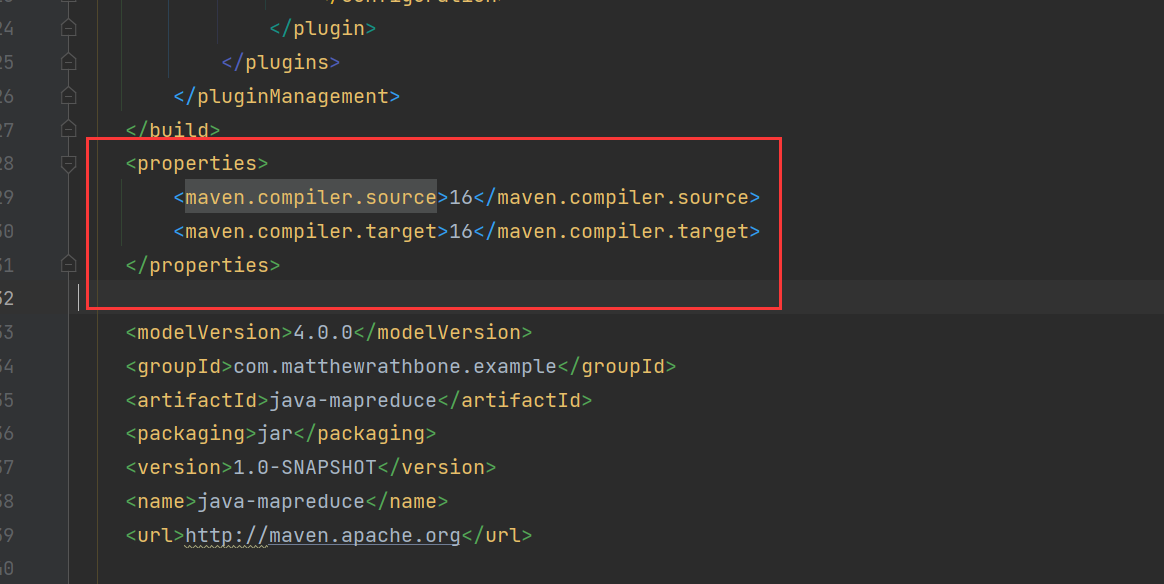 </configuration>
24 </plugin>
25 </plugins>
26 </pluginManagement>
27 </build>
28 <properties>
29 <maven.compiler.source>16</maven.compiler.source>
30 <maven.compiler.target>16</maven.compiler.target>
31 </properties>
32
33 <modelVersion>4.0.0</modelVersion>
34 <groupId>com.matthewrathbone.example</groupId>
35 <artifactId>java-mapreduce</artifactId>
36 <packaging>jar</packaging>
37 <version>1.0-SNAPSHOT</version>
38 <name>java-mapreduce</name>
39 <url>http://maven.apache.org</url>
40